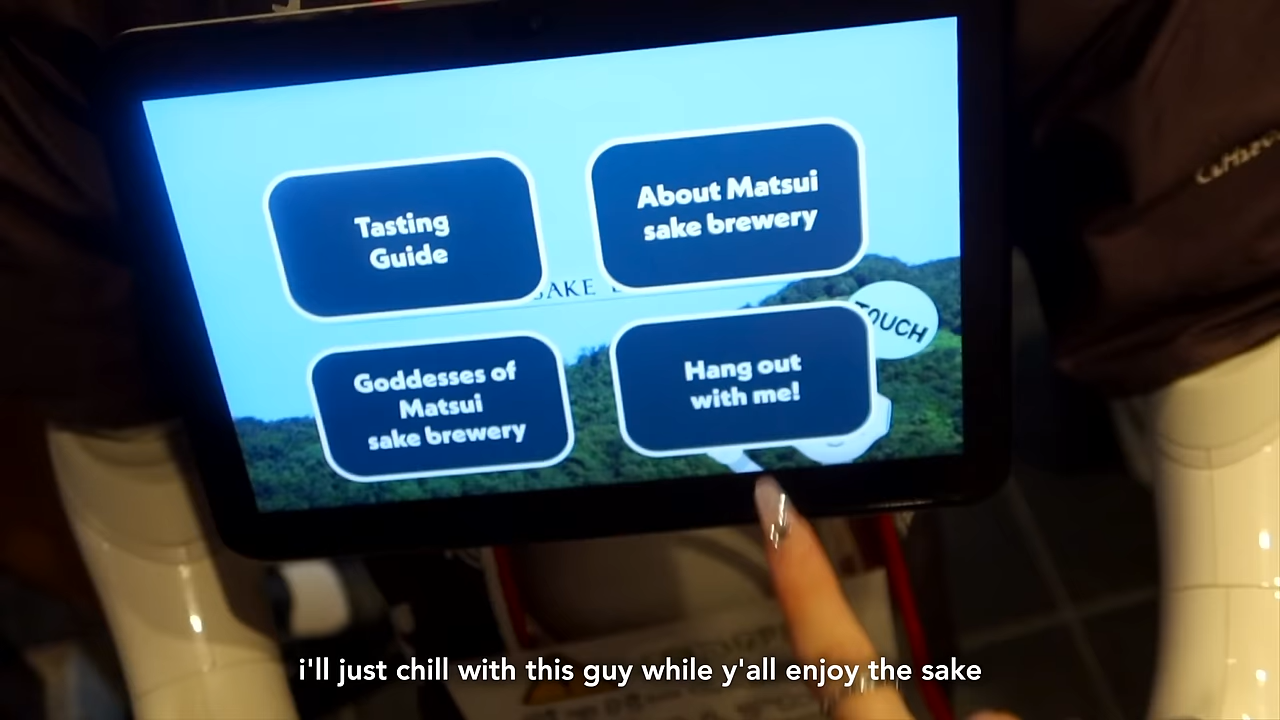 Tasting
Guide
About Matsui
sake brewery
SAKE
TOUCH
Goddesses of
Matsui
sake brewery
Hang out
with me!
i'll just chill with this guy while y'all enjoy the sake